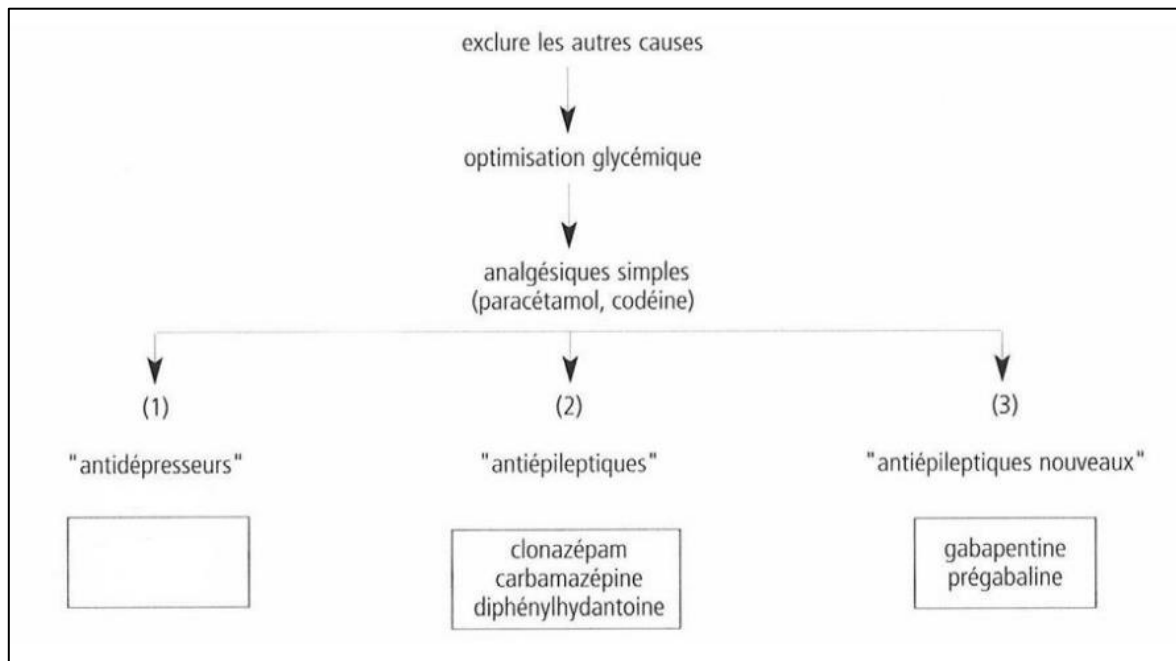 exclure les autres causes
optimisation glycémique
analgésiques simples
(paracétamol, codéine)
(1)
(2)
(3)
"antidépresseurs"
"antiépileptiques"
"antiépileptiques nouveaux"
clonazépam
carbamazépine
diphénylhydantoine
gabapentine
prégabaline